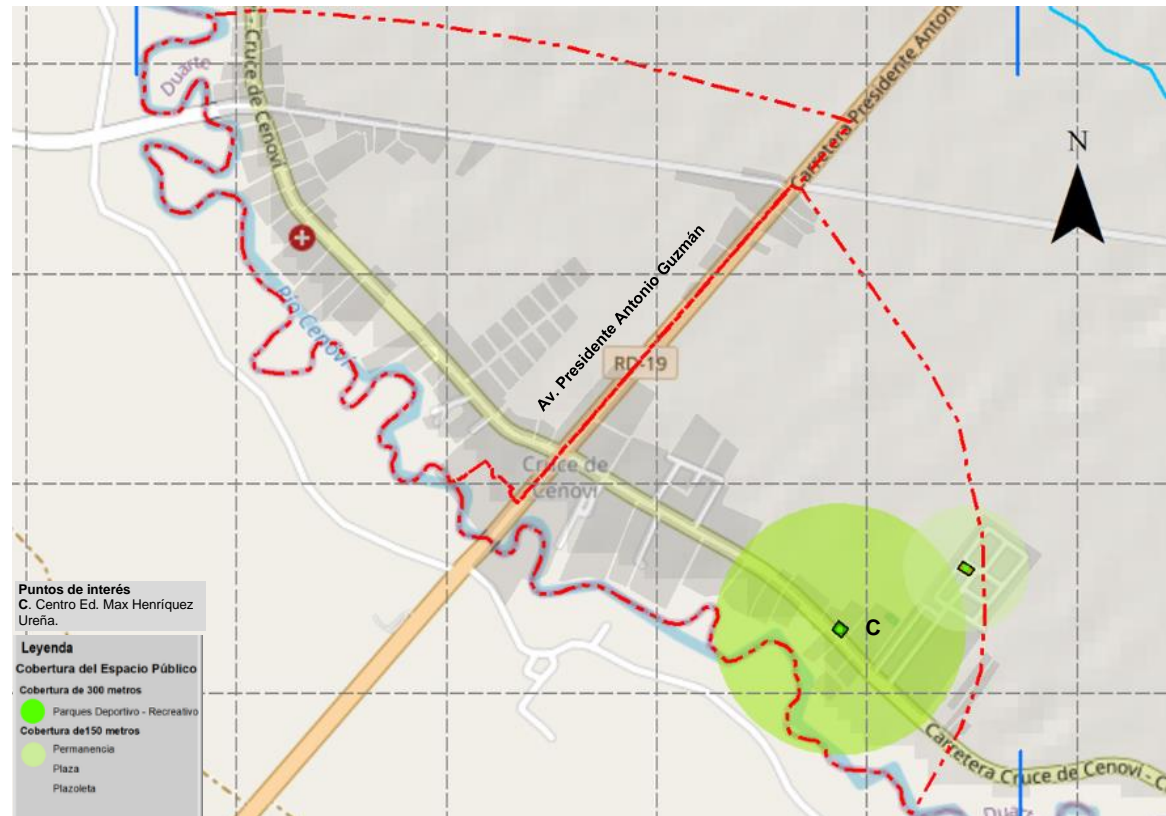 - Cruce de Cenoví
Duarte
Carretera Presidente Anton
N
Av. Presidente Antonio Guzmán
Río Cenoví
RD-19
Cruce de
Cenoví
C
Puntos de interés
C. Centro Ed. Max Henríquez
Ureña.
Leyenda
Cobertura del Espacio Público
Cobertura de 300 metros
Parques Deportivo - Recreativo
Cobertura de150 metros
Permanencia
Plaza
Plazoleta
Carretera Cruce de Cenoví - C
Duarte